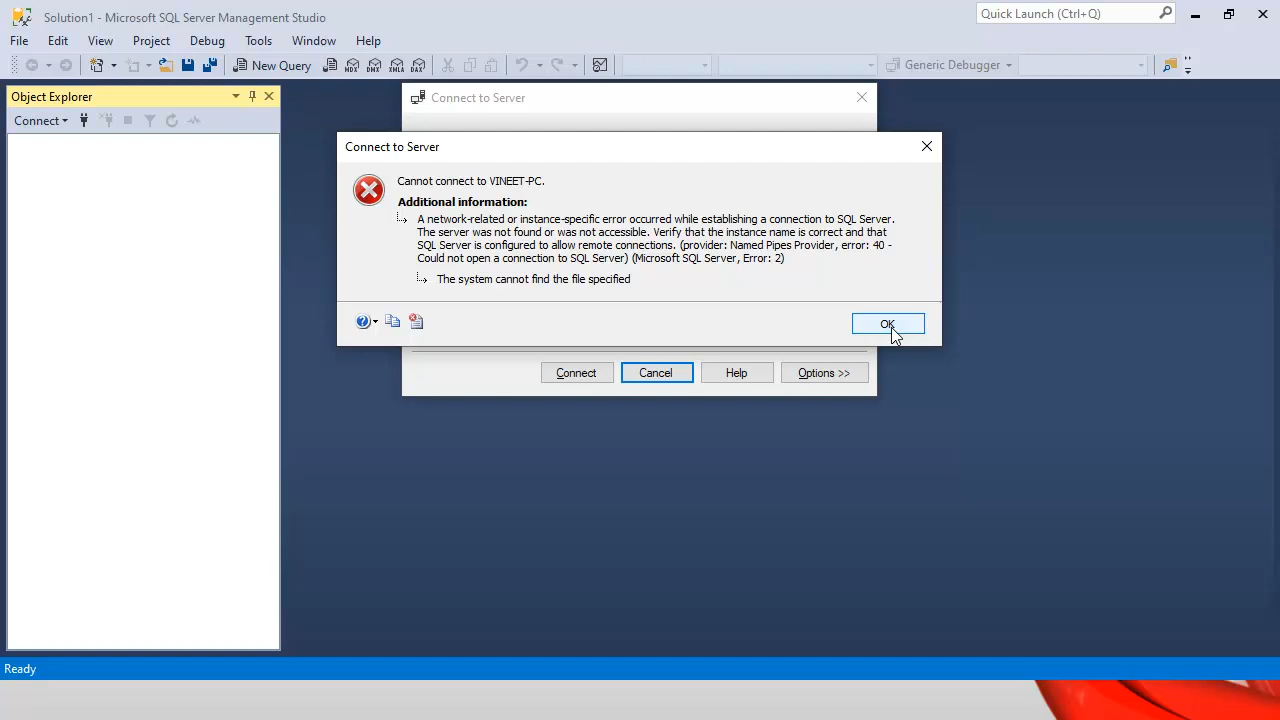 Solution1 - Microsoft SQL Server Management Studio
Quick Launch (Ctrl+Q)
File Edit View Project Debug Tools Window Help
New Query
MDX DMX XMLA DAX
Generic Debugger
Object Explorer
Connect
Connect to Server
Connect to Server
Cannot connect to VINEET-PC.
Additional information:
A network-related or instance-specific error occurred while establishing a connection to SQL Server.
The server was not found or was not accessible. Verify that the instance name is correct and that
SQL Server is configured to allow remote connections. (provider: Named Pipes Provider, error: 40 -
Could not open a connection to SQL Server) (Microsoft SQL Server, Error: 2)
The system cannot find the file specified
OK
Connect Cancel Help Options >>
Ready